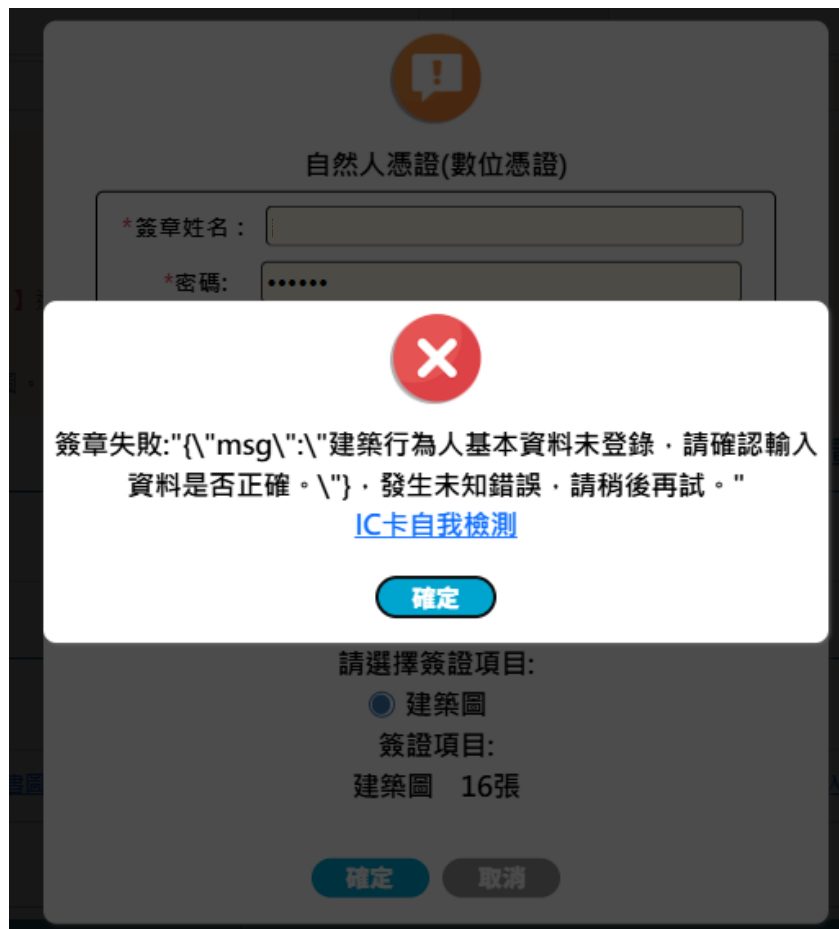 自然人憑證(數位憑證)
*簽章姓名：
*密碼: ••••••
簽章失敗:"{\"msg\":\"建築行為人基本資料未登錄，請確認輸入
資料是否正確。\"}，發生未知錯誤，請稍後再試。"
IC卡自我檢測
確定
請選擇簽證項目:
建築圖
簽證項目:
建築圖 16張
確定 取消